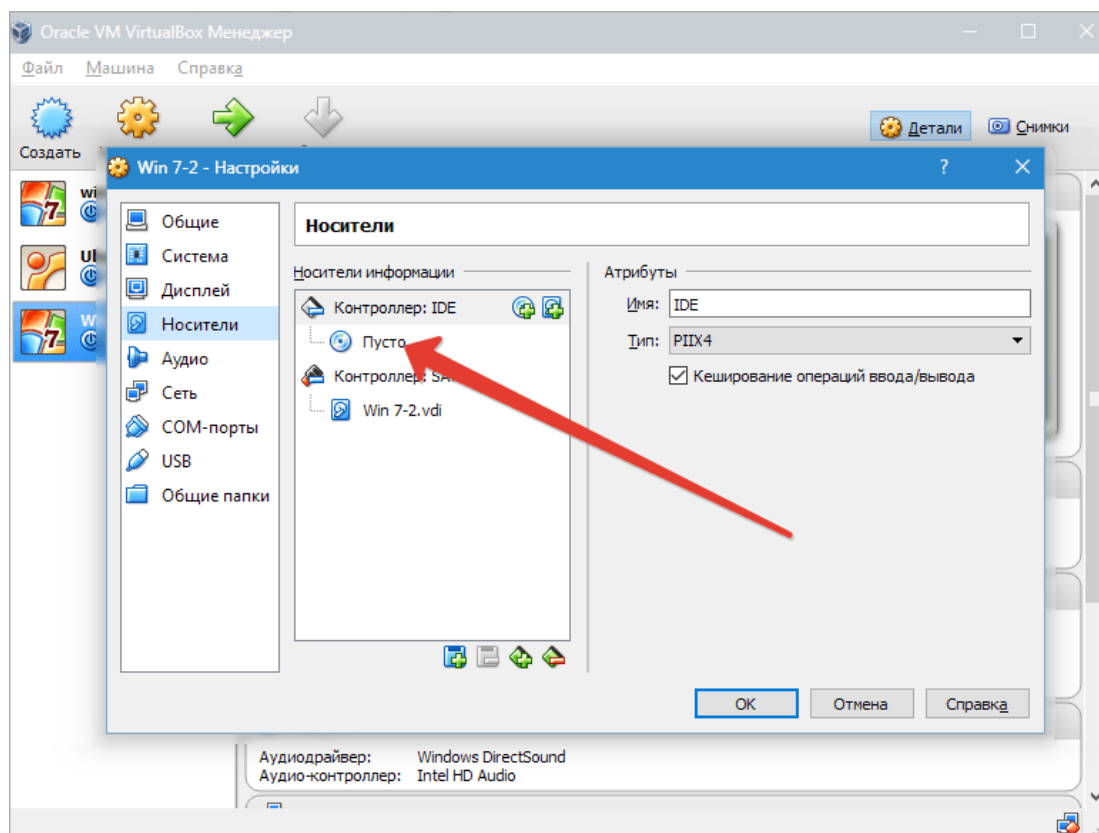 Oracle VM VirtualBox Менеджер
Файл Машина Справка
Создать
Детали Снимки
Win 7-2 - Настройки ?
Общие
Система
Дисплей
Носители
Аудио
Сеть
COM-порты
USB
Общие папки
Носители
Носители информации
Контроллер: IDE
Пусто
Контроллер:
Win 7-2.vdi
Атрибуты
Имя: IDE
Тип: PIIX4
Кеширование операций ввода/вывода
OK Отмена Справка
Аудиодрайвер: Windows DirectSound
Аудио-контроллер: Intel HD Audio